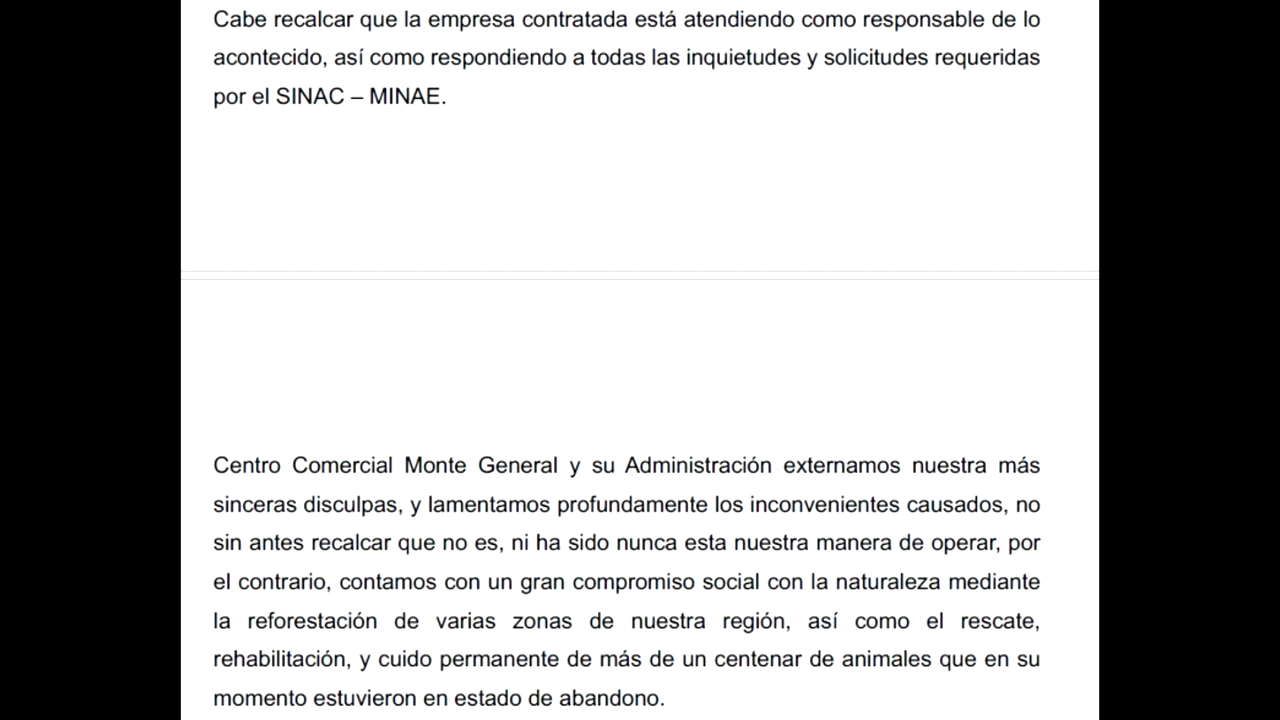 Cabe recalcar que la empresa contratada está atendiendo como responsable de lo
acontecido, así como respondiendo a todas las inquietudes y solicitudes requeridas
por el SINAC – MINAE.
Centro Comercial Monte General y su Administración externamos nuestra más
sinceras disculpas, y lamentamos profundamente los inconvenientes causados, no
sin antes recalcar que no es, ni ha sido nunca esta nuestra manera de operar, por
el contrario, contamos con un gran compromiso social con la naturaleza mediante
la reforestación de varias zonas de nuestra región, así como el rescate,
rehabilitación, y cuido permanente de más de un centenar de animales que en su
momento estuvieron en estado de abandono.